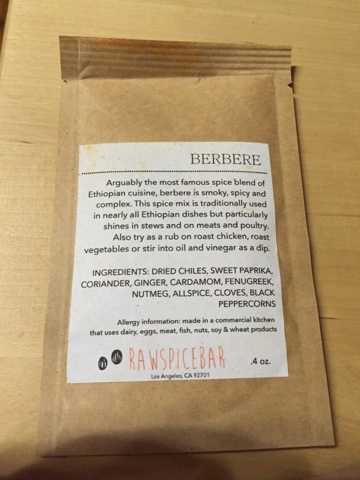 BERBERE
Arguably the most famous spice blend of
Ethiopian cuisine, berbere is smoky, spicy and
complex. This spice mix is traditionally used
in nearly all Ethiopian dishes but particularly
shines in stews and on meats and poultry.
Also try as a rub on roast chicken, roast
vegetables or stir into oil and vinegar as a dip.
INGREDIENTS: DRIED CHILES, SWEET PAPRIKA,
CORIANDER, GINGER, CARDAMOM, FENUGREEK,
NUTMEG, ALLSPICE, CLOVES, BLACK
PEPPERCORNS
Allergy information: made in a commercial kitchen
that uses dairy, eggs, meat, fish, nuts, soy & wheat products
RAWSPICEBAR .4 oz.
Los Angeles, CA 92701